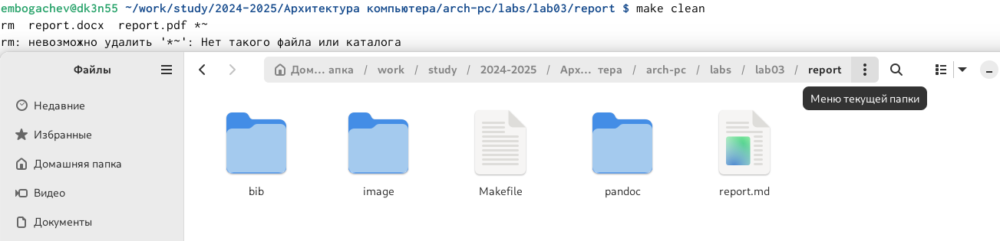 embogachev@dk3n55 ~/work/study/2024-2025/Архитектура компьютера/arch-pc/labs/lab03/report $ make clean
rm  report.docx  report.pdf *~
rm: невозможно удалить '*~': Нет такого файла или каталога
Файлы
Дом... апка / work / study / 2024-2025 / Арх... тера / arch-pc / labs / lab03 / report
Меню текущей папки
Недавние
Избранные
Домашняя папка
Видео
Документы
bib
image
Makefile
pandoc
report.md